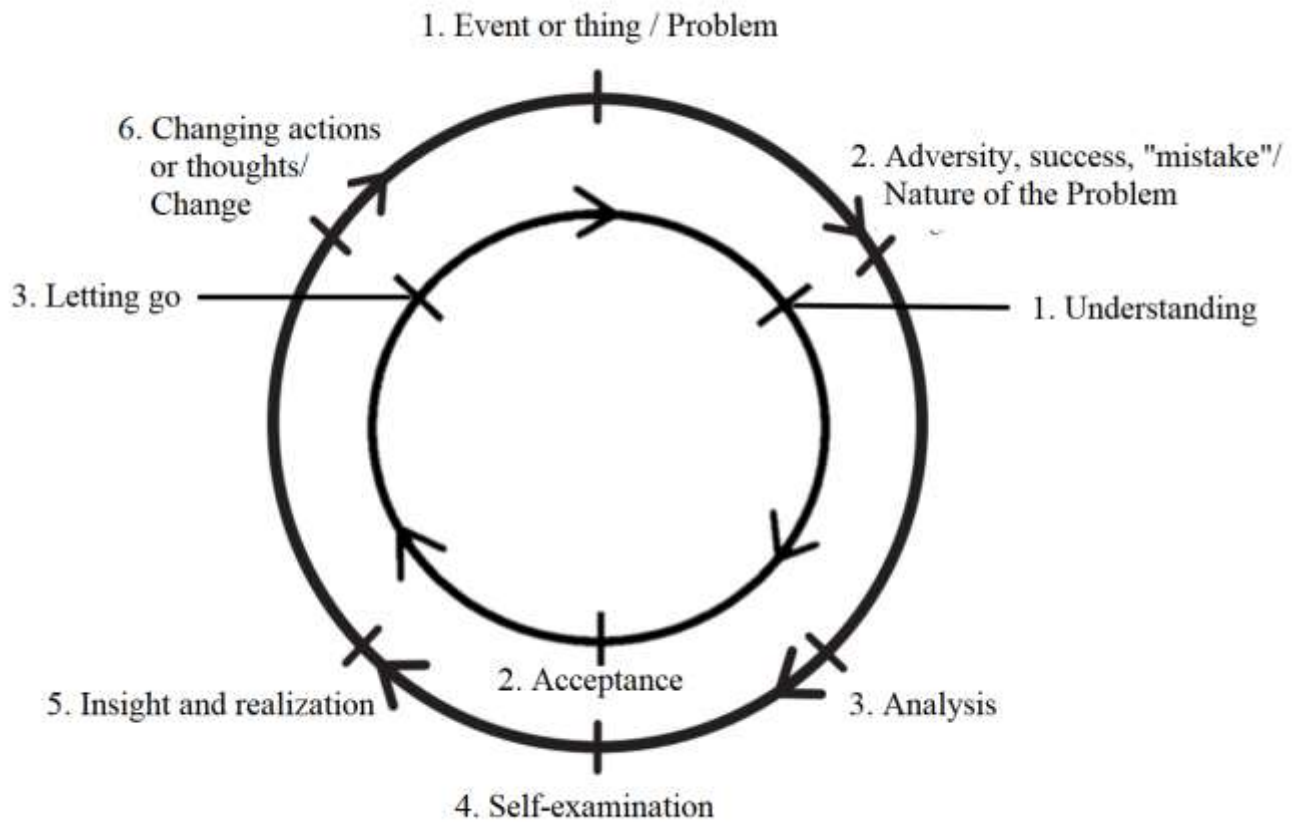 1. Event or thing / Problem
6. Changing actions
or thoughts/
Change
2. Adversity, success, "mistake"/
Nature of the Problem
3. Letting go
1. Understanding
2. Acceptance
5. Insight and realization
3. Analysis
4. Self-examination